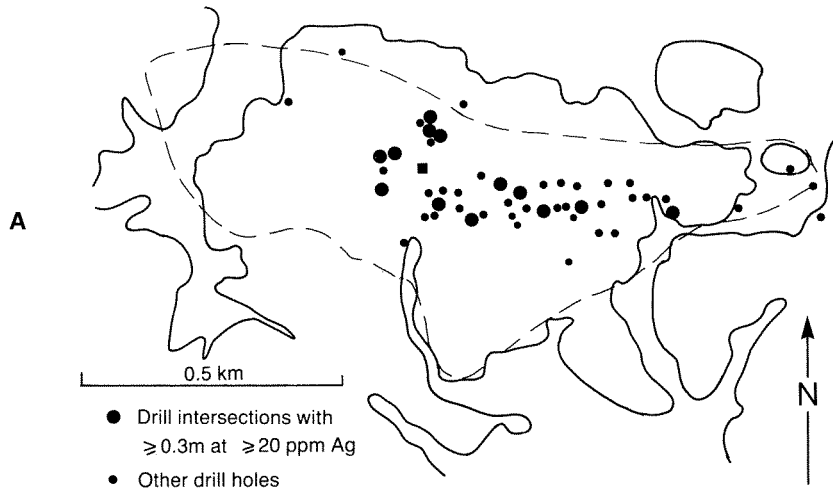 A
0.5 km
N
Drill intersections with
⩾0.3m at ⩾20 ppm Ag
Other drill holes